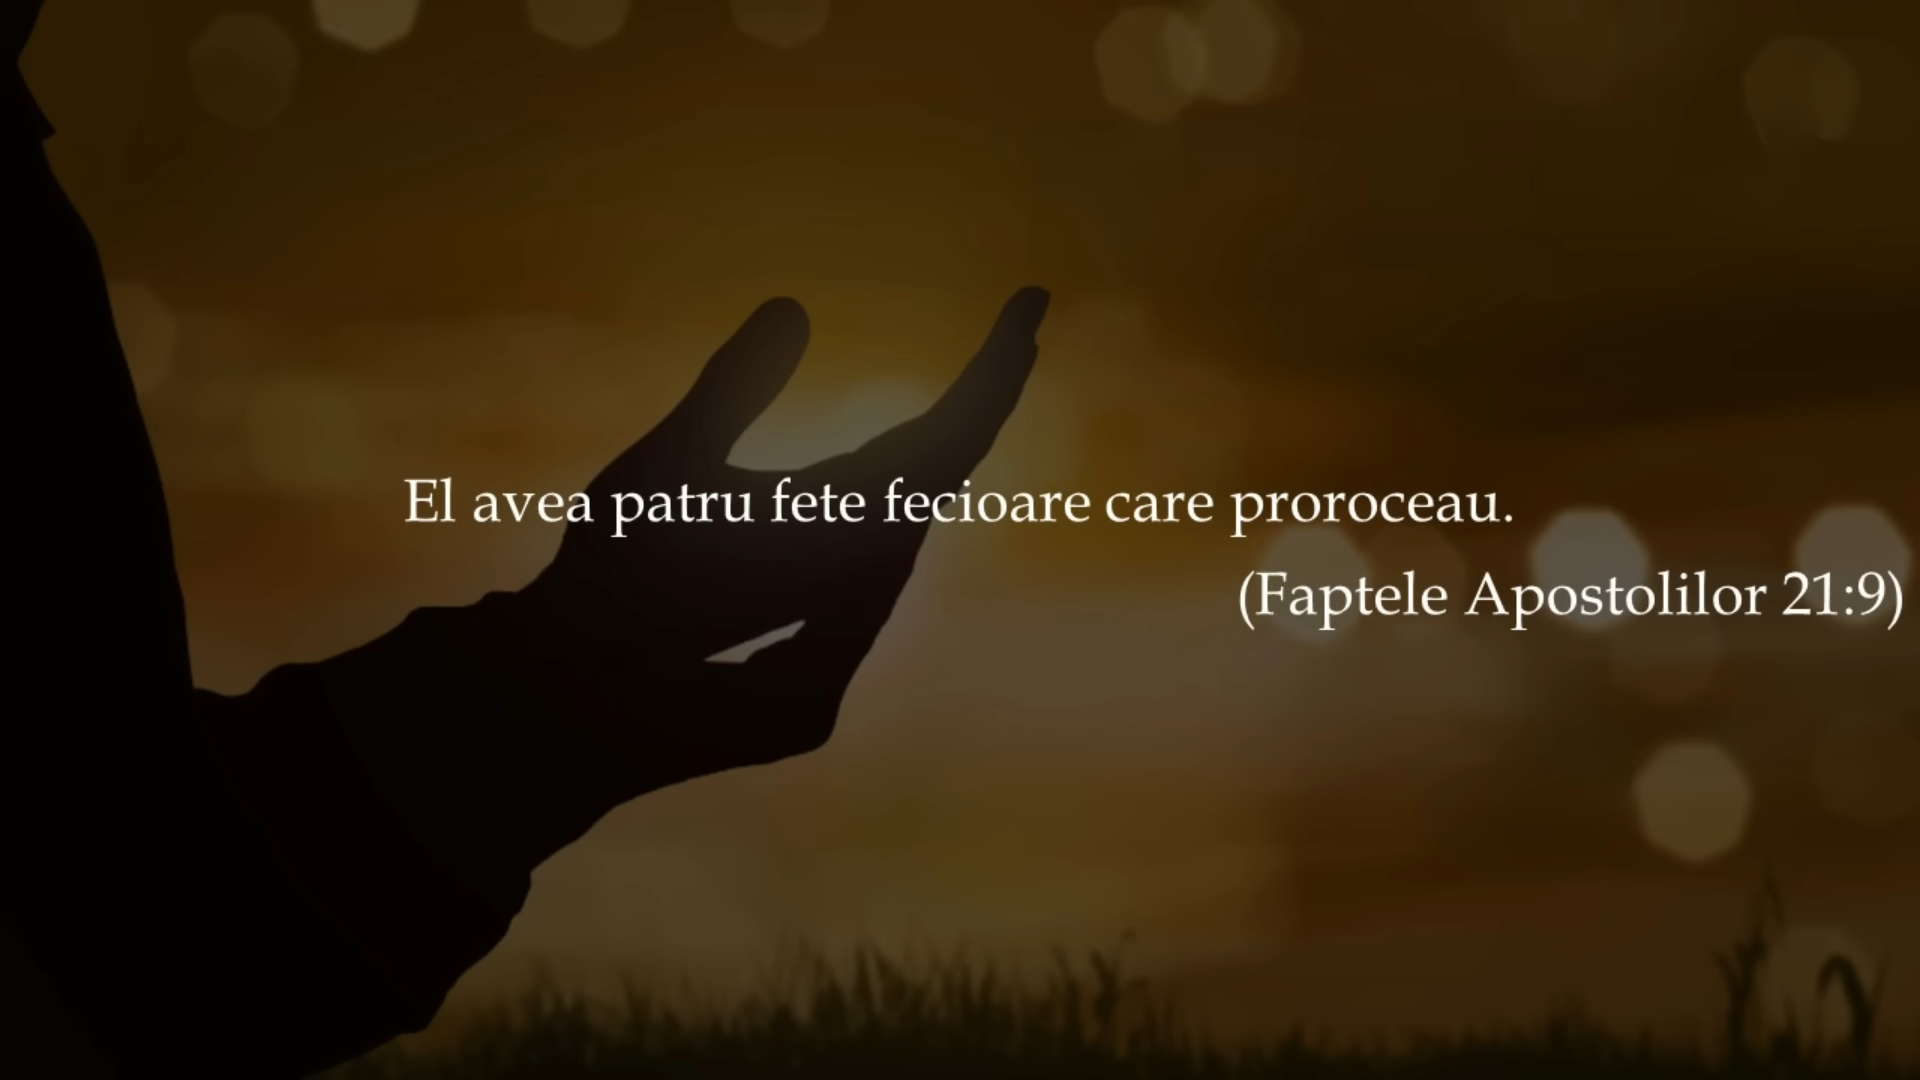 El avea patru fete fecioare care proroceau.
(Faptele Apostolilor 21:9)